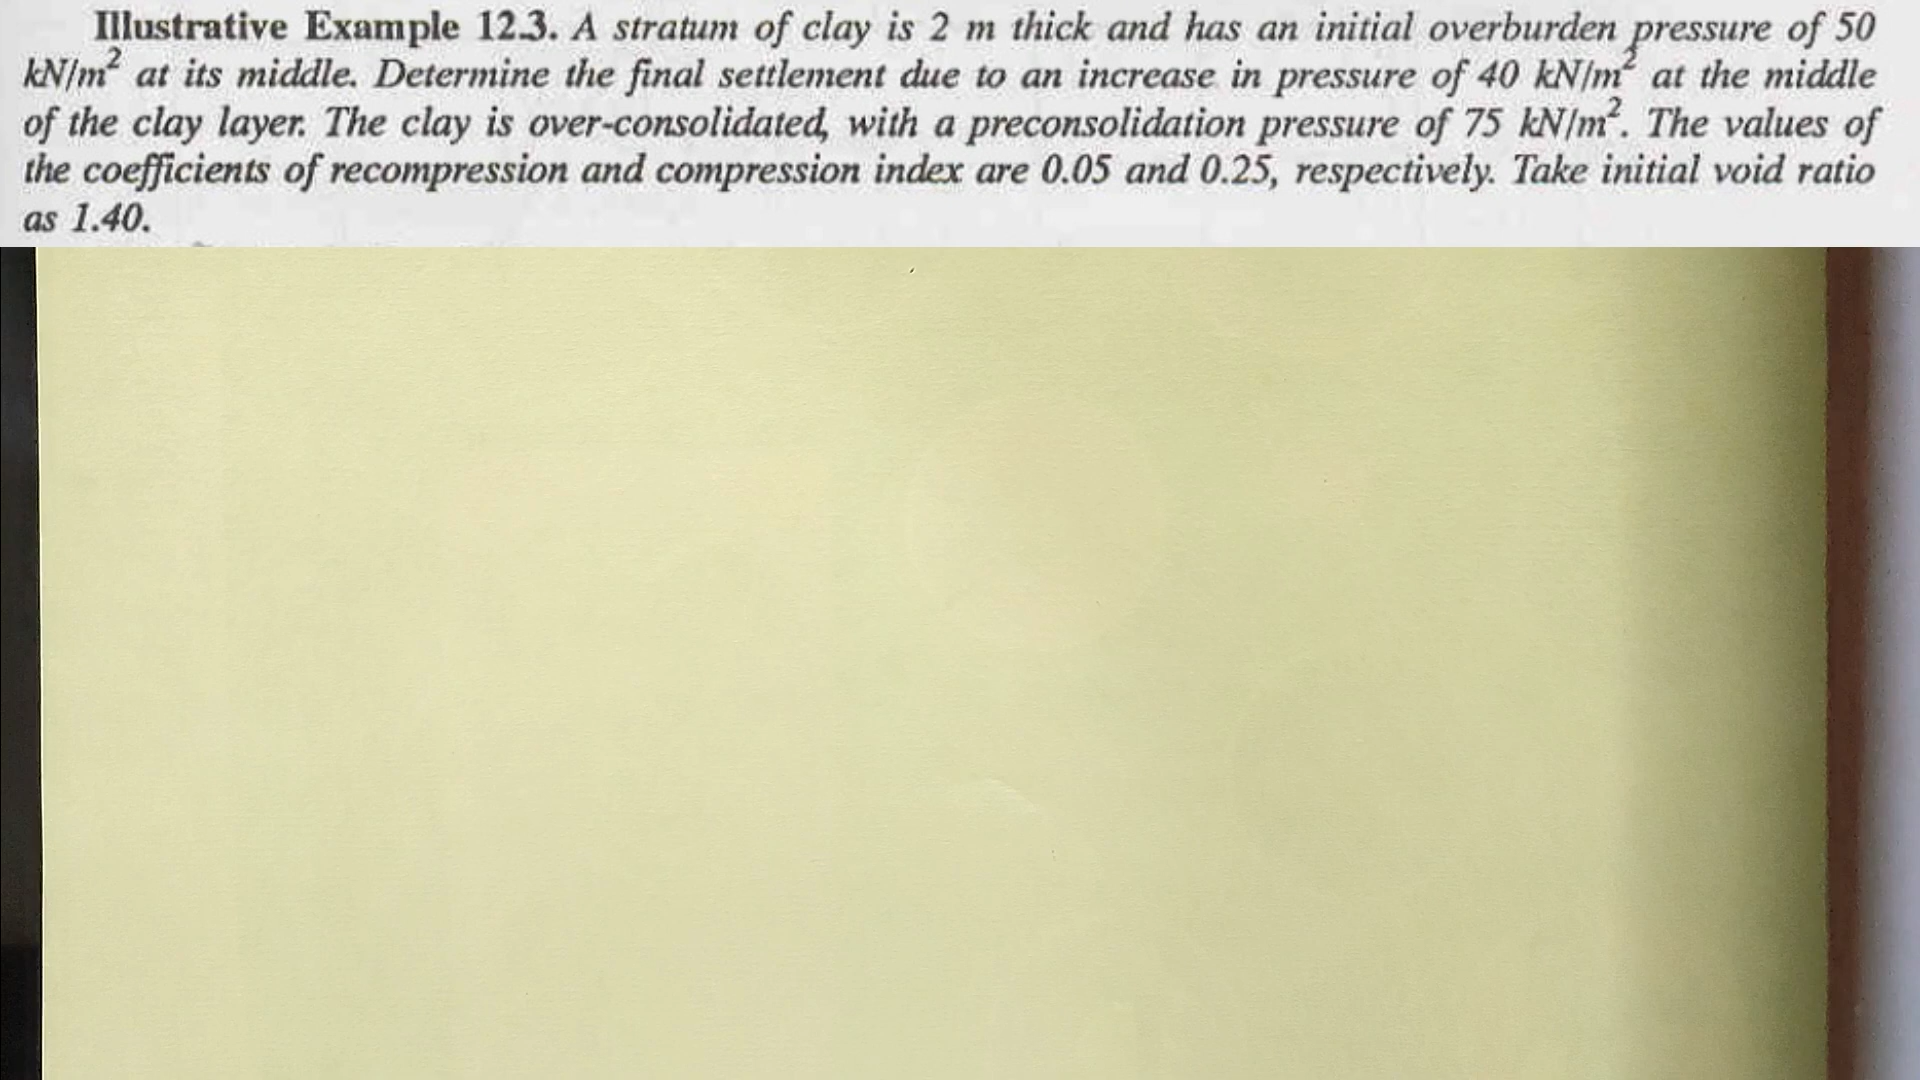 Illustrative Example 12.3. A stratum of clay is 2 m thick and has an initial overburden pressure of 50
kN/m² at its middle. Determine the final settlement due to an increase in pressure of 40 kN/m² at the middle
of the clay layer. The clay is over-consolidated, with a preconsolidation pressure of 75 kN/m². The values of
the coefficients of recompression and compression index are 0.05 and 0.25, respectively. Take initial void ratio
as 1.40.